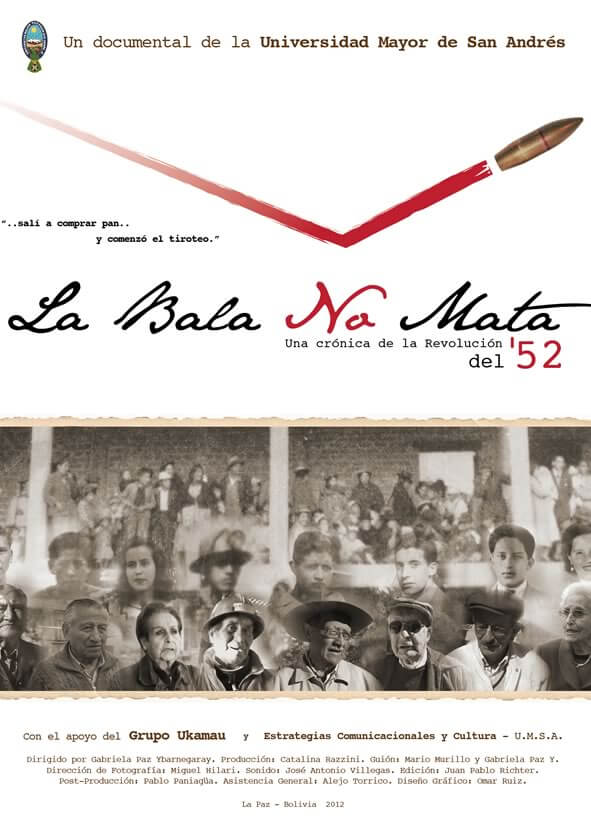 Un documental de la Universidad Mayor de San Andrés
“..salí a comprar pan..
y comenzó el tiroteo.”
La Bala No Mata
Una crónica de la Revolución
del '52
Con el apoyo del Grupo Ukamau y Estrategias Comunicacionales y Cultura - U.M.S.A.
Dirigido por Gabriela Paz Ybarnegaray. Producción: Catalina Razzini. Guión: Mario Murillo y Gabriela Paz Y.
Dirección de Fotografía: Miguel Hilari. Sonido: José Antonio Villegas. Edición: Juan Pablo Richter.
Post-Producción: Pablo Paniagüa. Asistencia General: Alejo Torrico. Diseño Gráfico: Omar Ruiz.
La Paz - Bolivia 2012